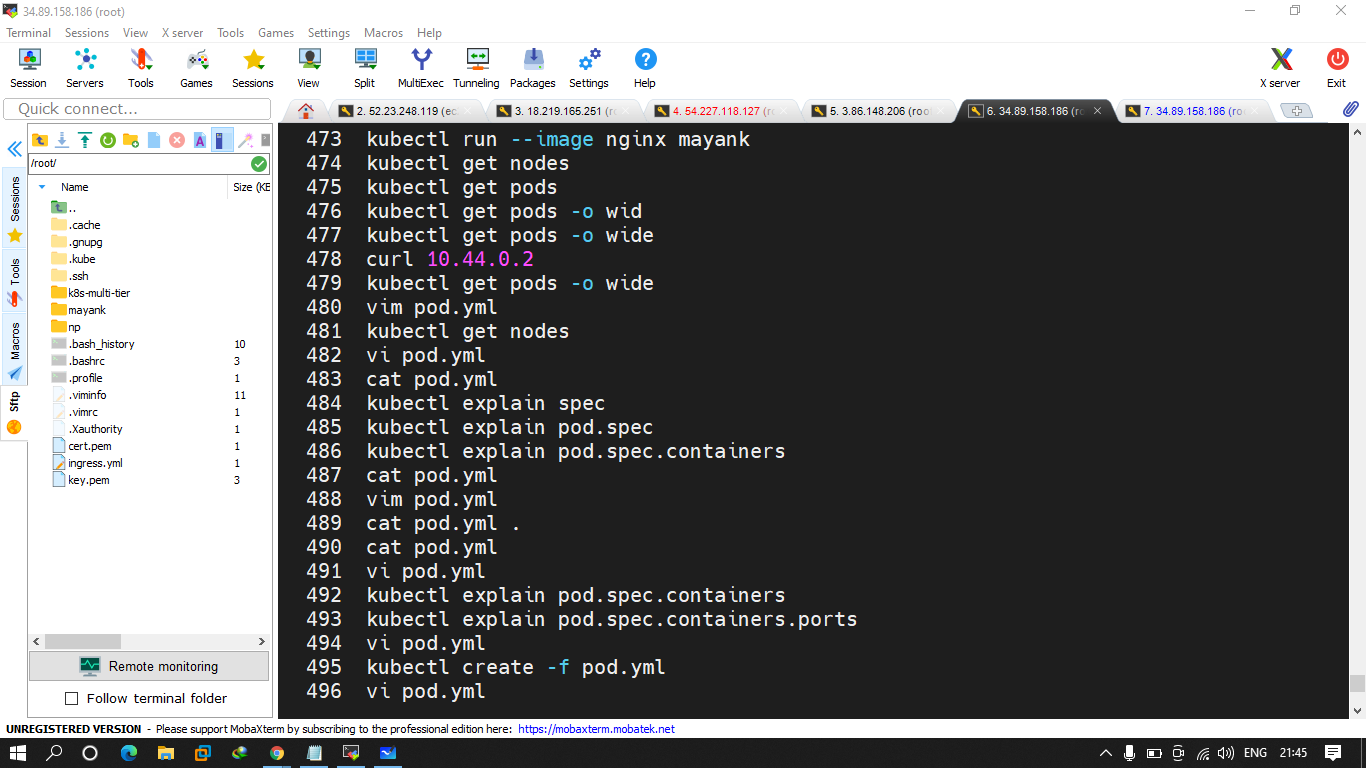 34.89.158.186 (root)
Terminal Sessions View X server Tools Games Settings Macros Help
Session Servers Tools Games Sessions View Split MultiExec Tunneling Packages Settings Help X server Exit
Quick connect...
2. 52.23.248.119 (ec
3. 18.219.165.251 (ro
4. 54.227.118.127 (ro
5. 3.86.148.206 (root
6. 34.89.158.186 (ro
7. 34.89.158.186 (ro
Sessions
Tools
Macros
Sftp
/root/
Name Size (KB
..
.cache
.gnupg
.kube
.ssh
k8s-multi-tier
mayank
np
.bash_history 10
.bashrc 3
.profile 1
.viminfo 11
.vimrc 1
.Xauthority 1
cert.pem 1
ingress.yml 1
key.pem 3
Remote monitoring
Follow terminal folder
473 kubectl run --image nginx mayank
474 kubectl get nodes
475 kubectl get pods
476 kubectl get pods -o wid
477 kubectl get pods -o wide
478 curl 10.44.0.2
479 kubectl get pods -o wide
480 vim pod.yml
481 kubectl get nodes
482 vi pod.yml
483 cat pod.yml
484 kubectl explain spec
485 kubectl explain pod.spec
486 kubectl explain pod.spec.containers
487 cat pod.yml
488 vim pod.yml
489 cat pod.yml .
490 cat pod.yml
491 vi pod.yml
492 kubectl explain pod.spec.containers
493 kubectl explain pod.spec.containers.ports
494 vi pod.yml
495 kubectl create -f pod.yml
496 vi pod.yml
UNREGISTERED VERSION - Please support MobaXterm by subscribing to the professional edition here: https://mobaxterm.mobatek.net
ENG 21:45